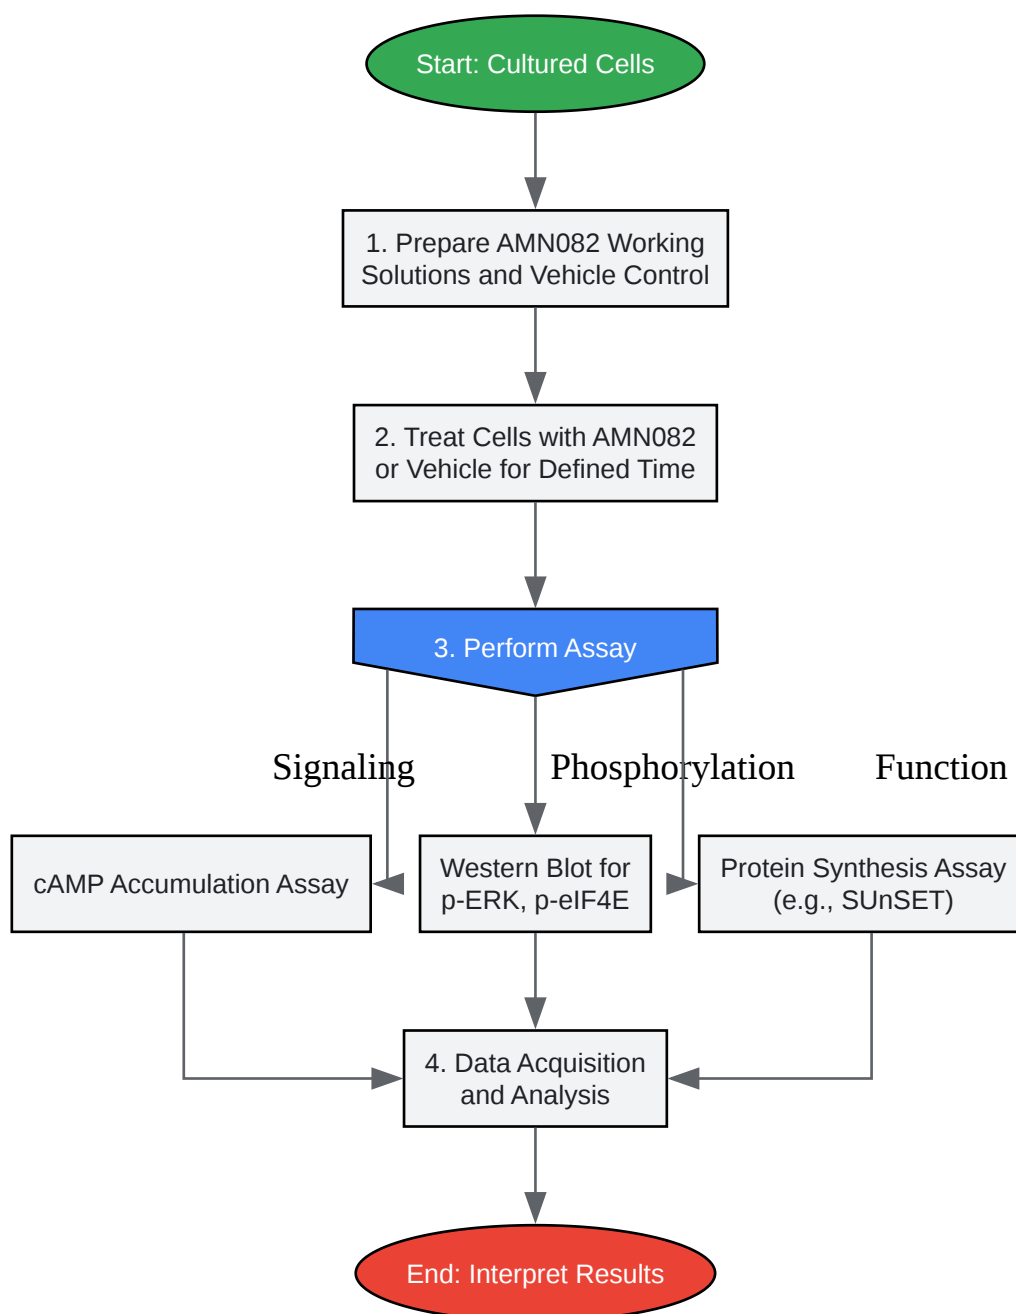 Start: Cultured Cells
1. Prepare AMN082 Working
Solutions and Vehicle Control
2. Treat Cells with AMN082
or Vehicle for Defined Time
3. Perform Assay
Signaling
Phosphorylation
Function
cAMP Accumulation Assay
Western Blot for
p-ERK, p-eIF4E
Protein Synthesis Assay
(e.g., SUnSET)
4. Data Acquisition
and Analysis
End: Interpret Results